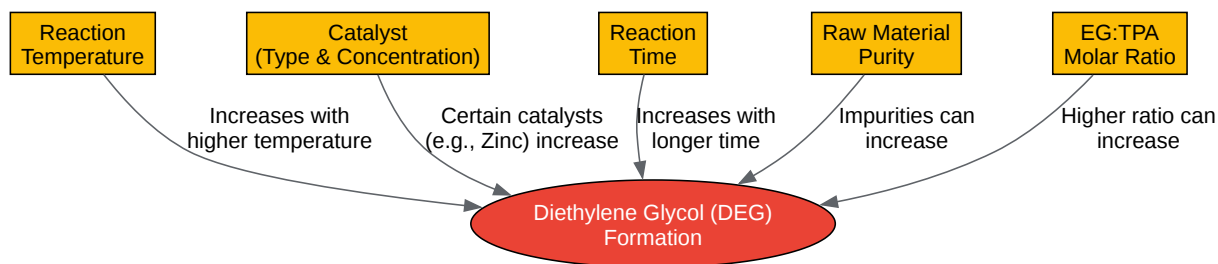 Reaction
Temperature
Catalyst
(Type & Concentration)
Reaction
Time
Raw Material
Purity
EG:TPA
Molar Ratio
Increases with
higher temperature
Certain catalysts
(e.g., Zinc) increase
Increases with
longer time
Impurities can
increase
Higher ratio can
increase
Diethylene Glycol (DEG)
Formation